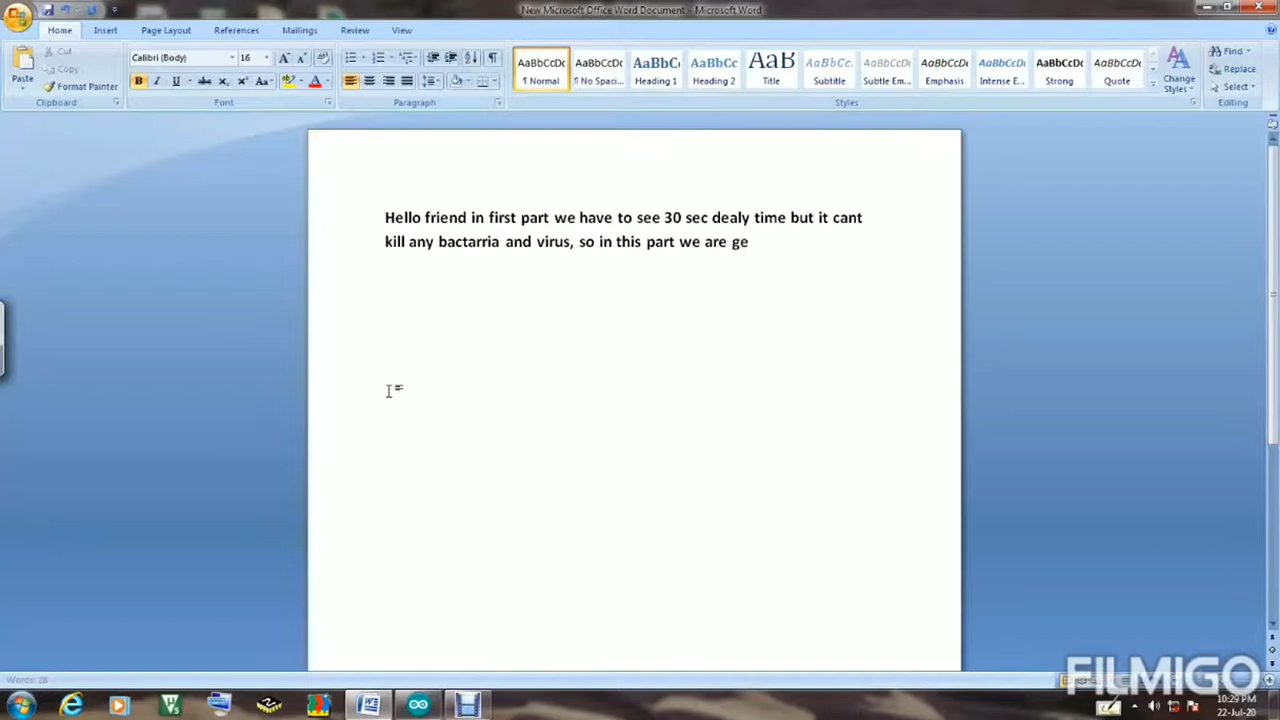 New Microsoft Office Word Document - Microsoft Word
Home Insert Page Layout References Mailings Review View
Cut
Copy
Format Painter
Paste
Clipboard
Calibri (Body) 16
Font
Paragraph
AaBbCcDc AaBbCcDc AaBbC AaBbCc AaB AaBbCc. AaBbCcDc AaBbCcDc AaBbCcDc AaBbCcDc AaBbCcDc
¶ Normal ¶ No Spaci... Heading 1 Heading 2 Title Subtitle Subtle Em... Emphasis Intense E... Strong Quote
Styles
Change
Styles
Find
Replace
Select
Editing
Hello friend in first part we have to see 30 sec dealy time but it cant
kill any bactarria and virus, so in this part we are ge
Words: 28
FILMIGO
10:29 PM
22-Jul-20